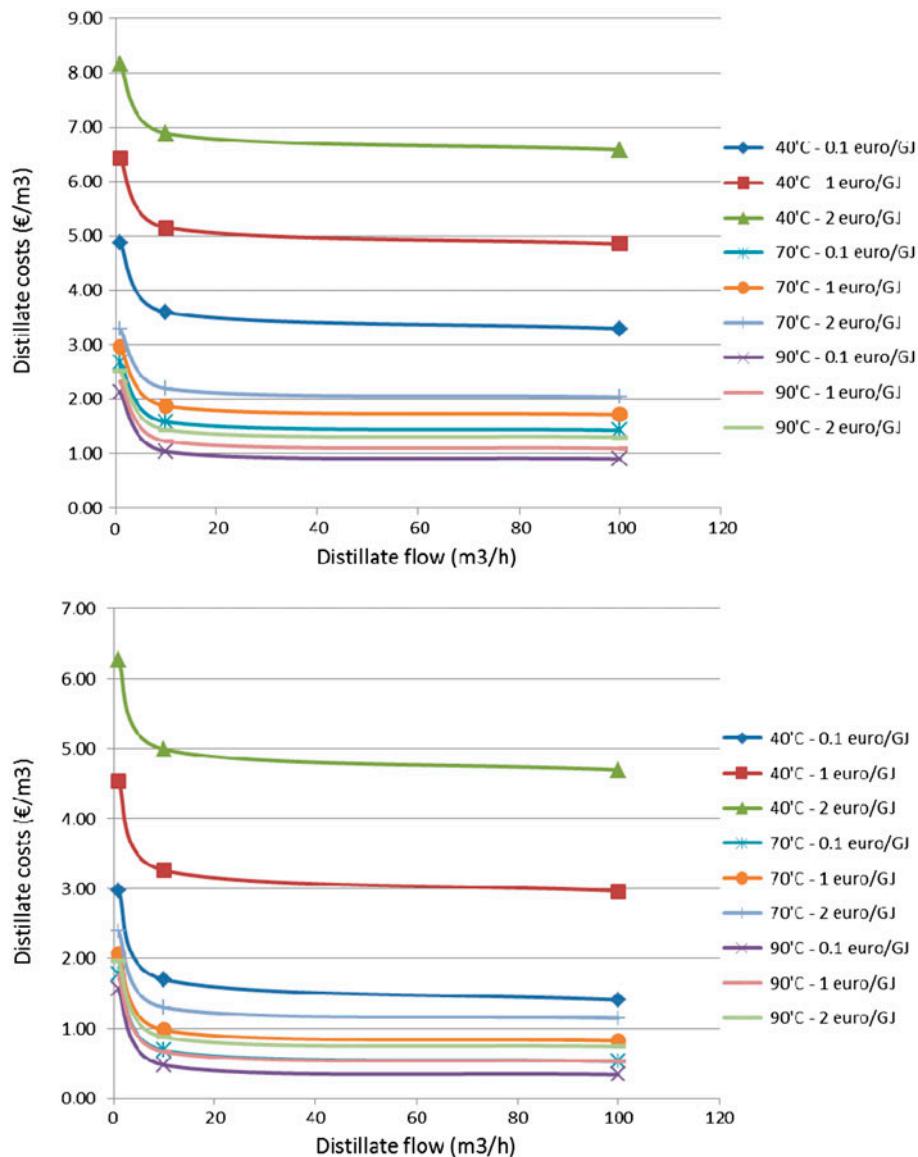 9.00
8.00
7.00
6.00
5.00
4.00
3.00
2.00
1.00
0.00
Distillate costs (€/m3)
0 20 40 60 80 100 120
Distillate flow (m3/h)
40'C - 0.1 euro/GJ
40'C - 1 euro/GJ
40'C - 2 euro/GJ
70'C - 0.1 euro/GJ
70'C - 1 euro/GJ
70'C - 2 euro/GJ
90'C - 0.1 euro/GJ
90'C - 1 euro/GJ
90'C - 2 euro/GJ
7.00
6.00
5.00
4.00
3.00
2.00
1.00
0.00
Distillate costs (€/m3)
0 20 40 60 80 100 120
Distillate flow (m3/h)
40'C - 0.1 euro/GJ
40'C - 1 euro/GJ
40'C - 2 euro/GJ
70'C - 0.1 euro/GJ
70'C - 1 euro/GJ
70'C - 2 euro/GJ
90'C - 0.1 euro/GJ
90'C - 1 euro/GJ
90'C - 2 euro/GJ